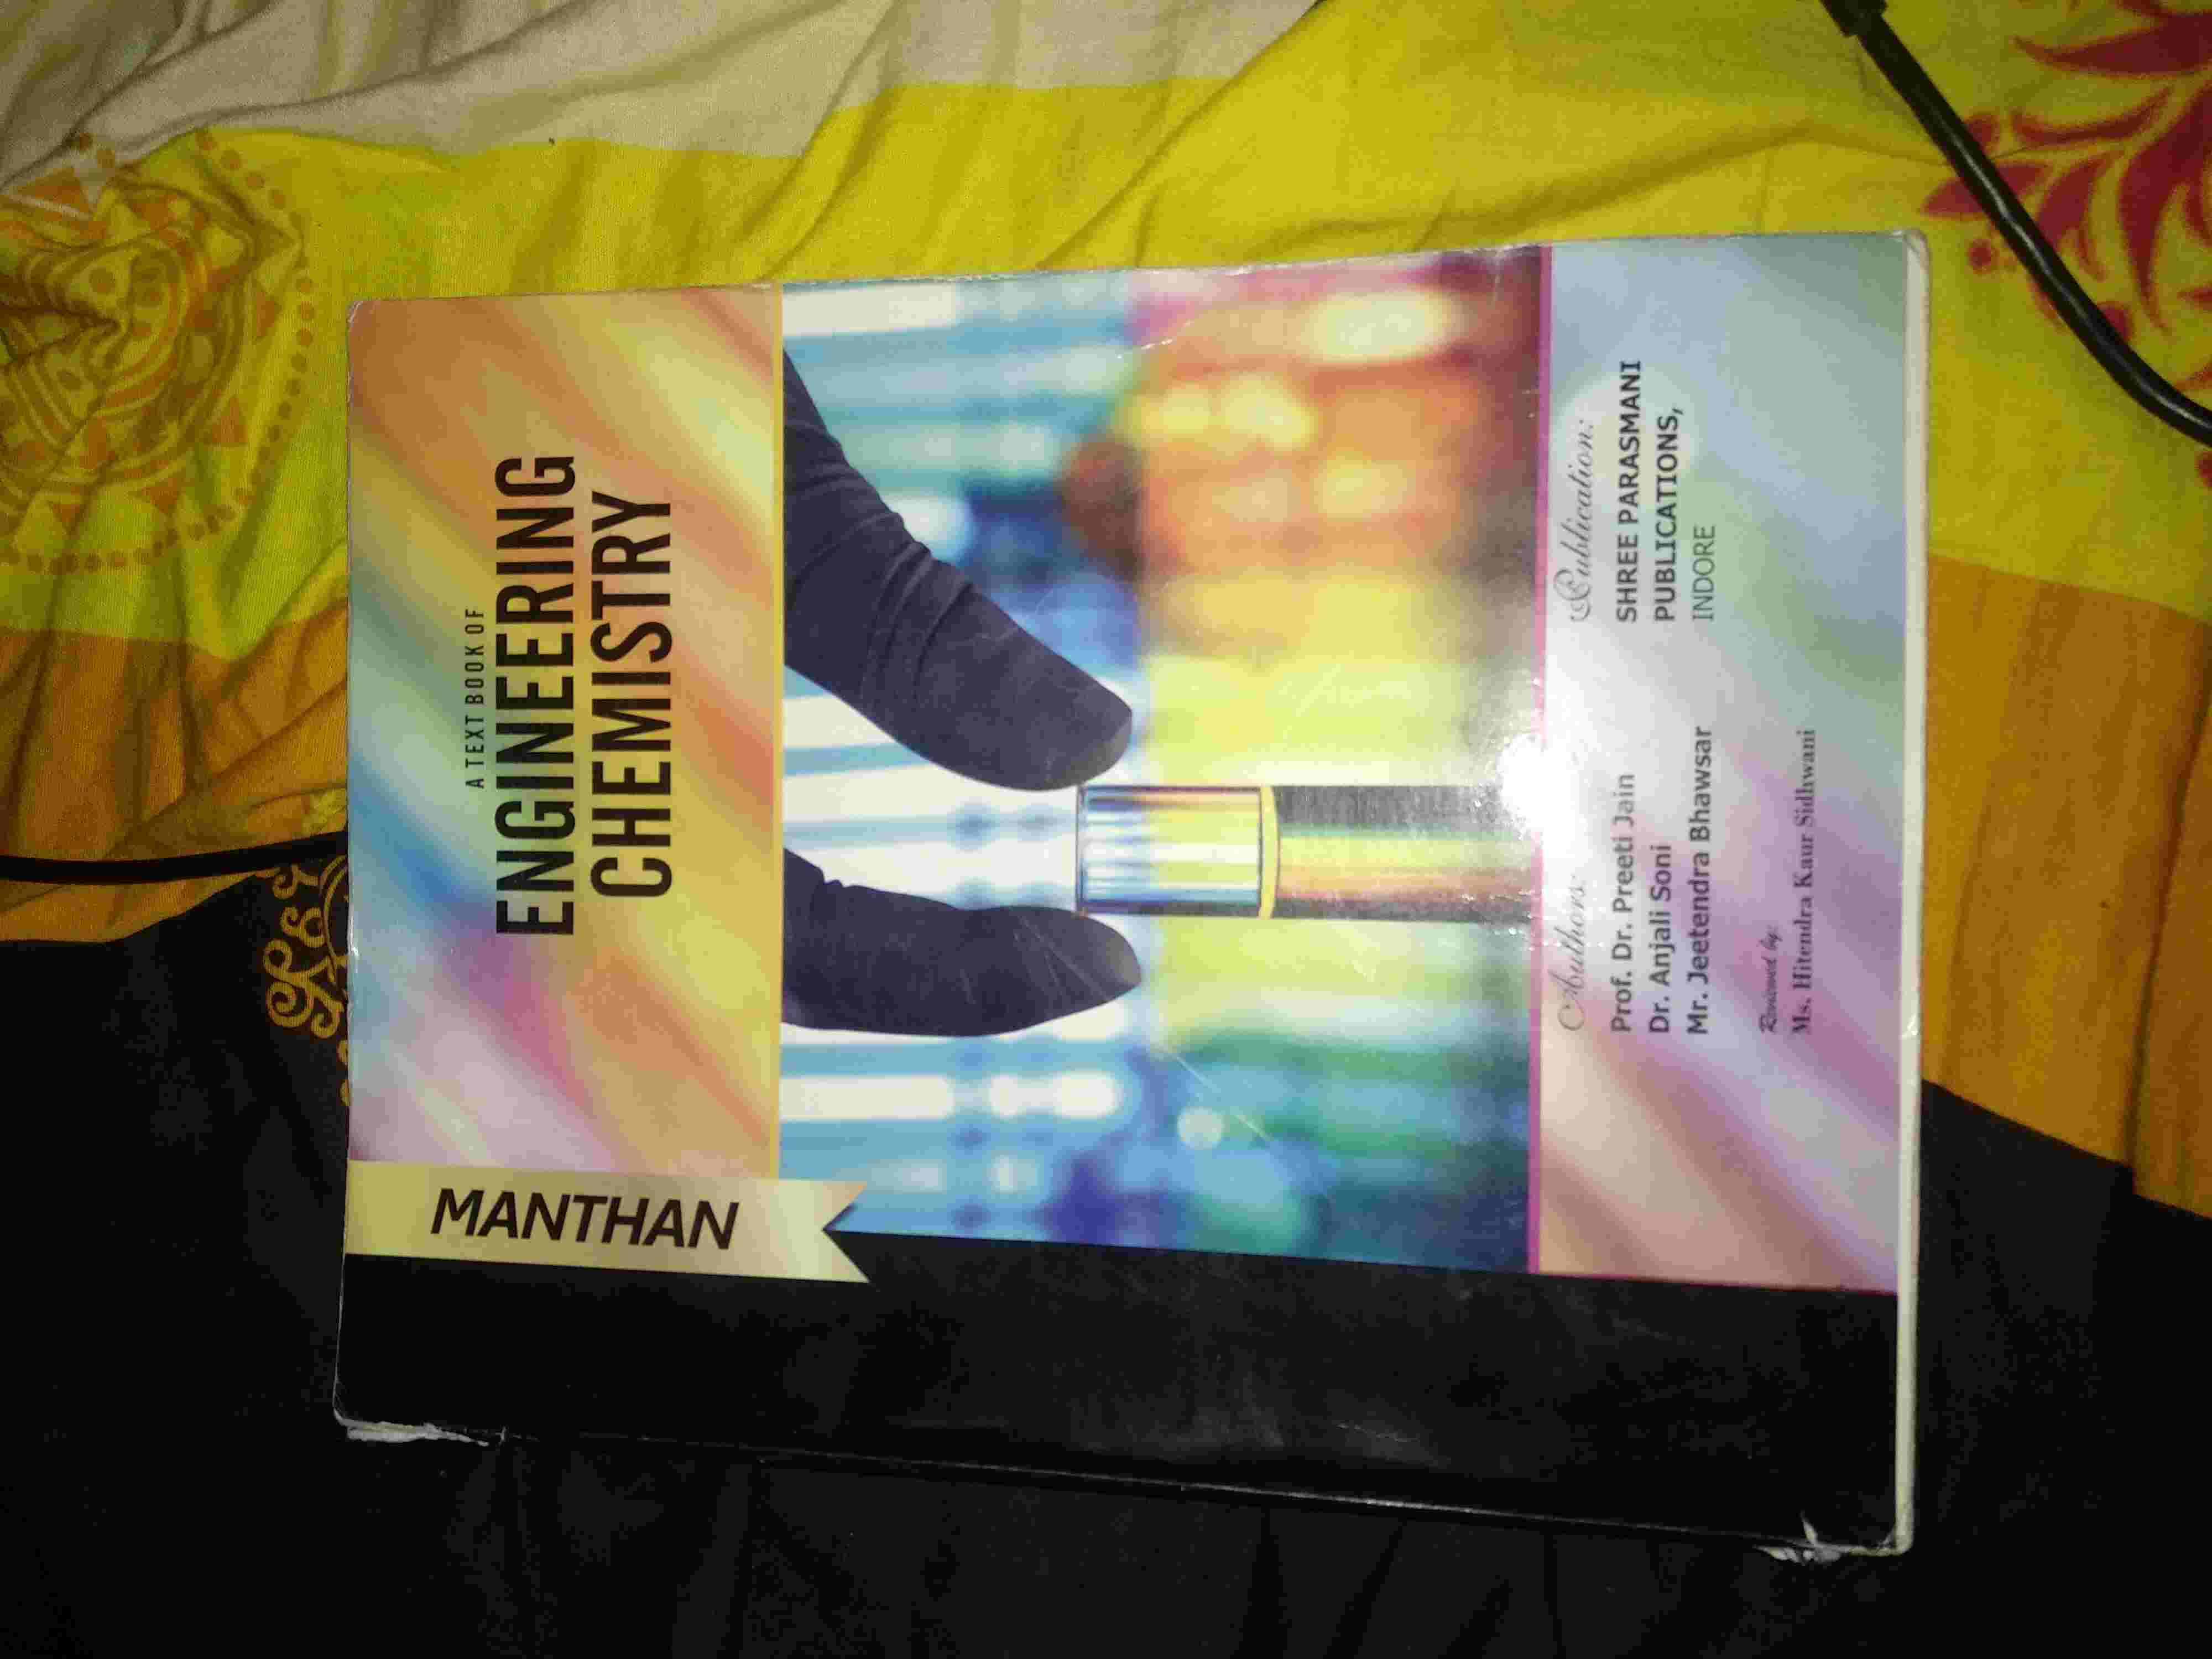 MANTHAN
A TEXT BOOK OF
ENGINEERING
CHEMISTRY
Authors:
Prof. Dr. Preeti Jain
Dr. Anjali Soni
Mr. Jeetendra Bhawsar
Reviewed by:
Ms. Hitendra Kaur Sidhwani
Publication:
SHREE PARASMANI
PUBLICATIONS,
INDORE